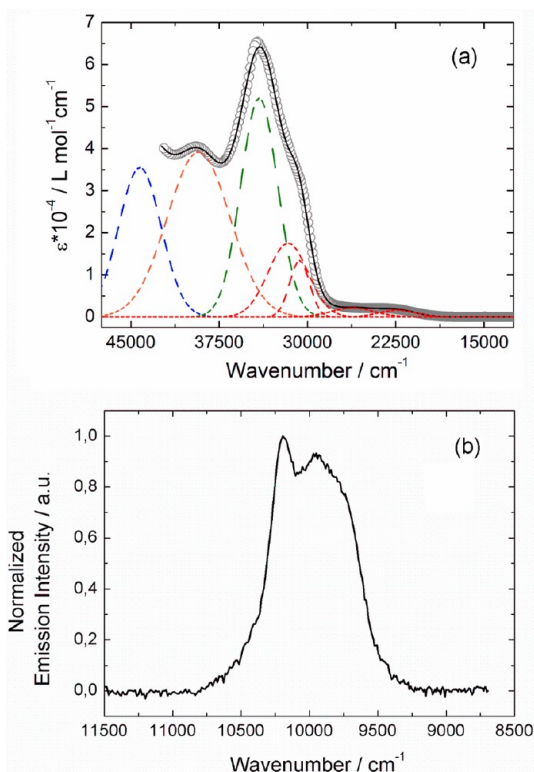 (a)
ε*10⁻⁴ / L mol⁻¹cm⁻¹
7
6
5
4
3
2
1
0
45000 37500 30000 22500 15000
Wavenumber / cm⁻¹
(b)
Normalized
Emission Intensity / a.u.
1,0
0,8
0,6
0,4
0,2
0,0
11500 11000 10500 10000 9500 9000 8500
Wavenumber / cm⁻¹